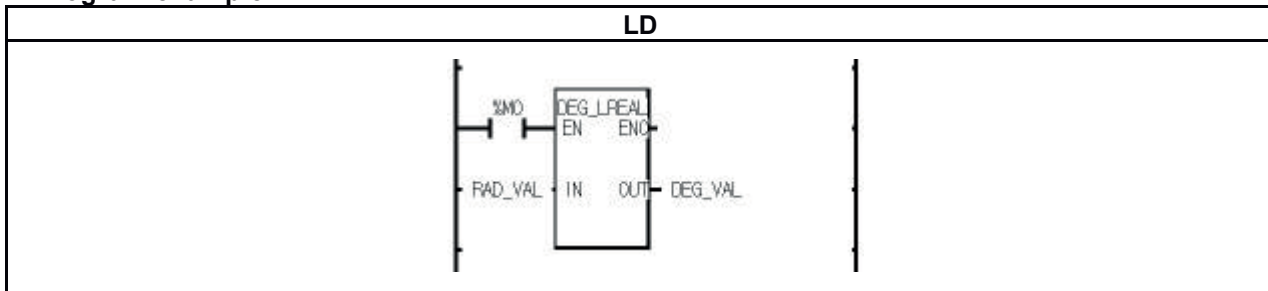 LD
%M0 DEG_LREAL
EN ENO
RAD_VAL IN OUT DEG_VAL